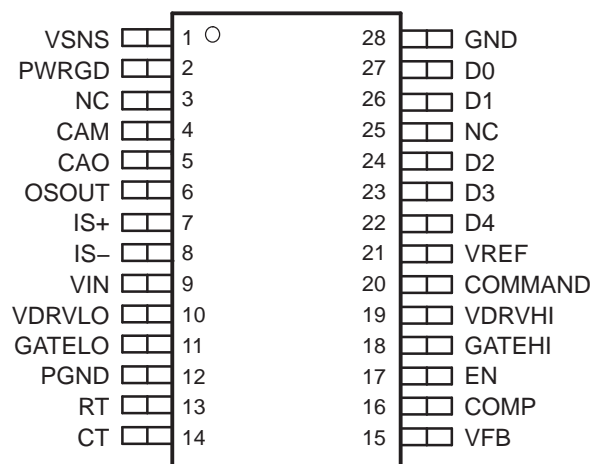 VSNS 1 28 GND
PWRGD 2 27 D0
NC 3 26 D1
CAM 4 25 NC
CAO 5 24 D2
OSOUT 6 23 D3
IS+ 7 22 D4
IS− 8 21 VREF
VIN 9 20 COMMAND
VDRVLO 10 19 VDRVHI
GATELO 11 18 GATEHI
PGND 12 17 EN
RT 13 16 COMP
CT 14 15 VFB